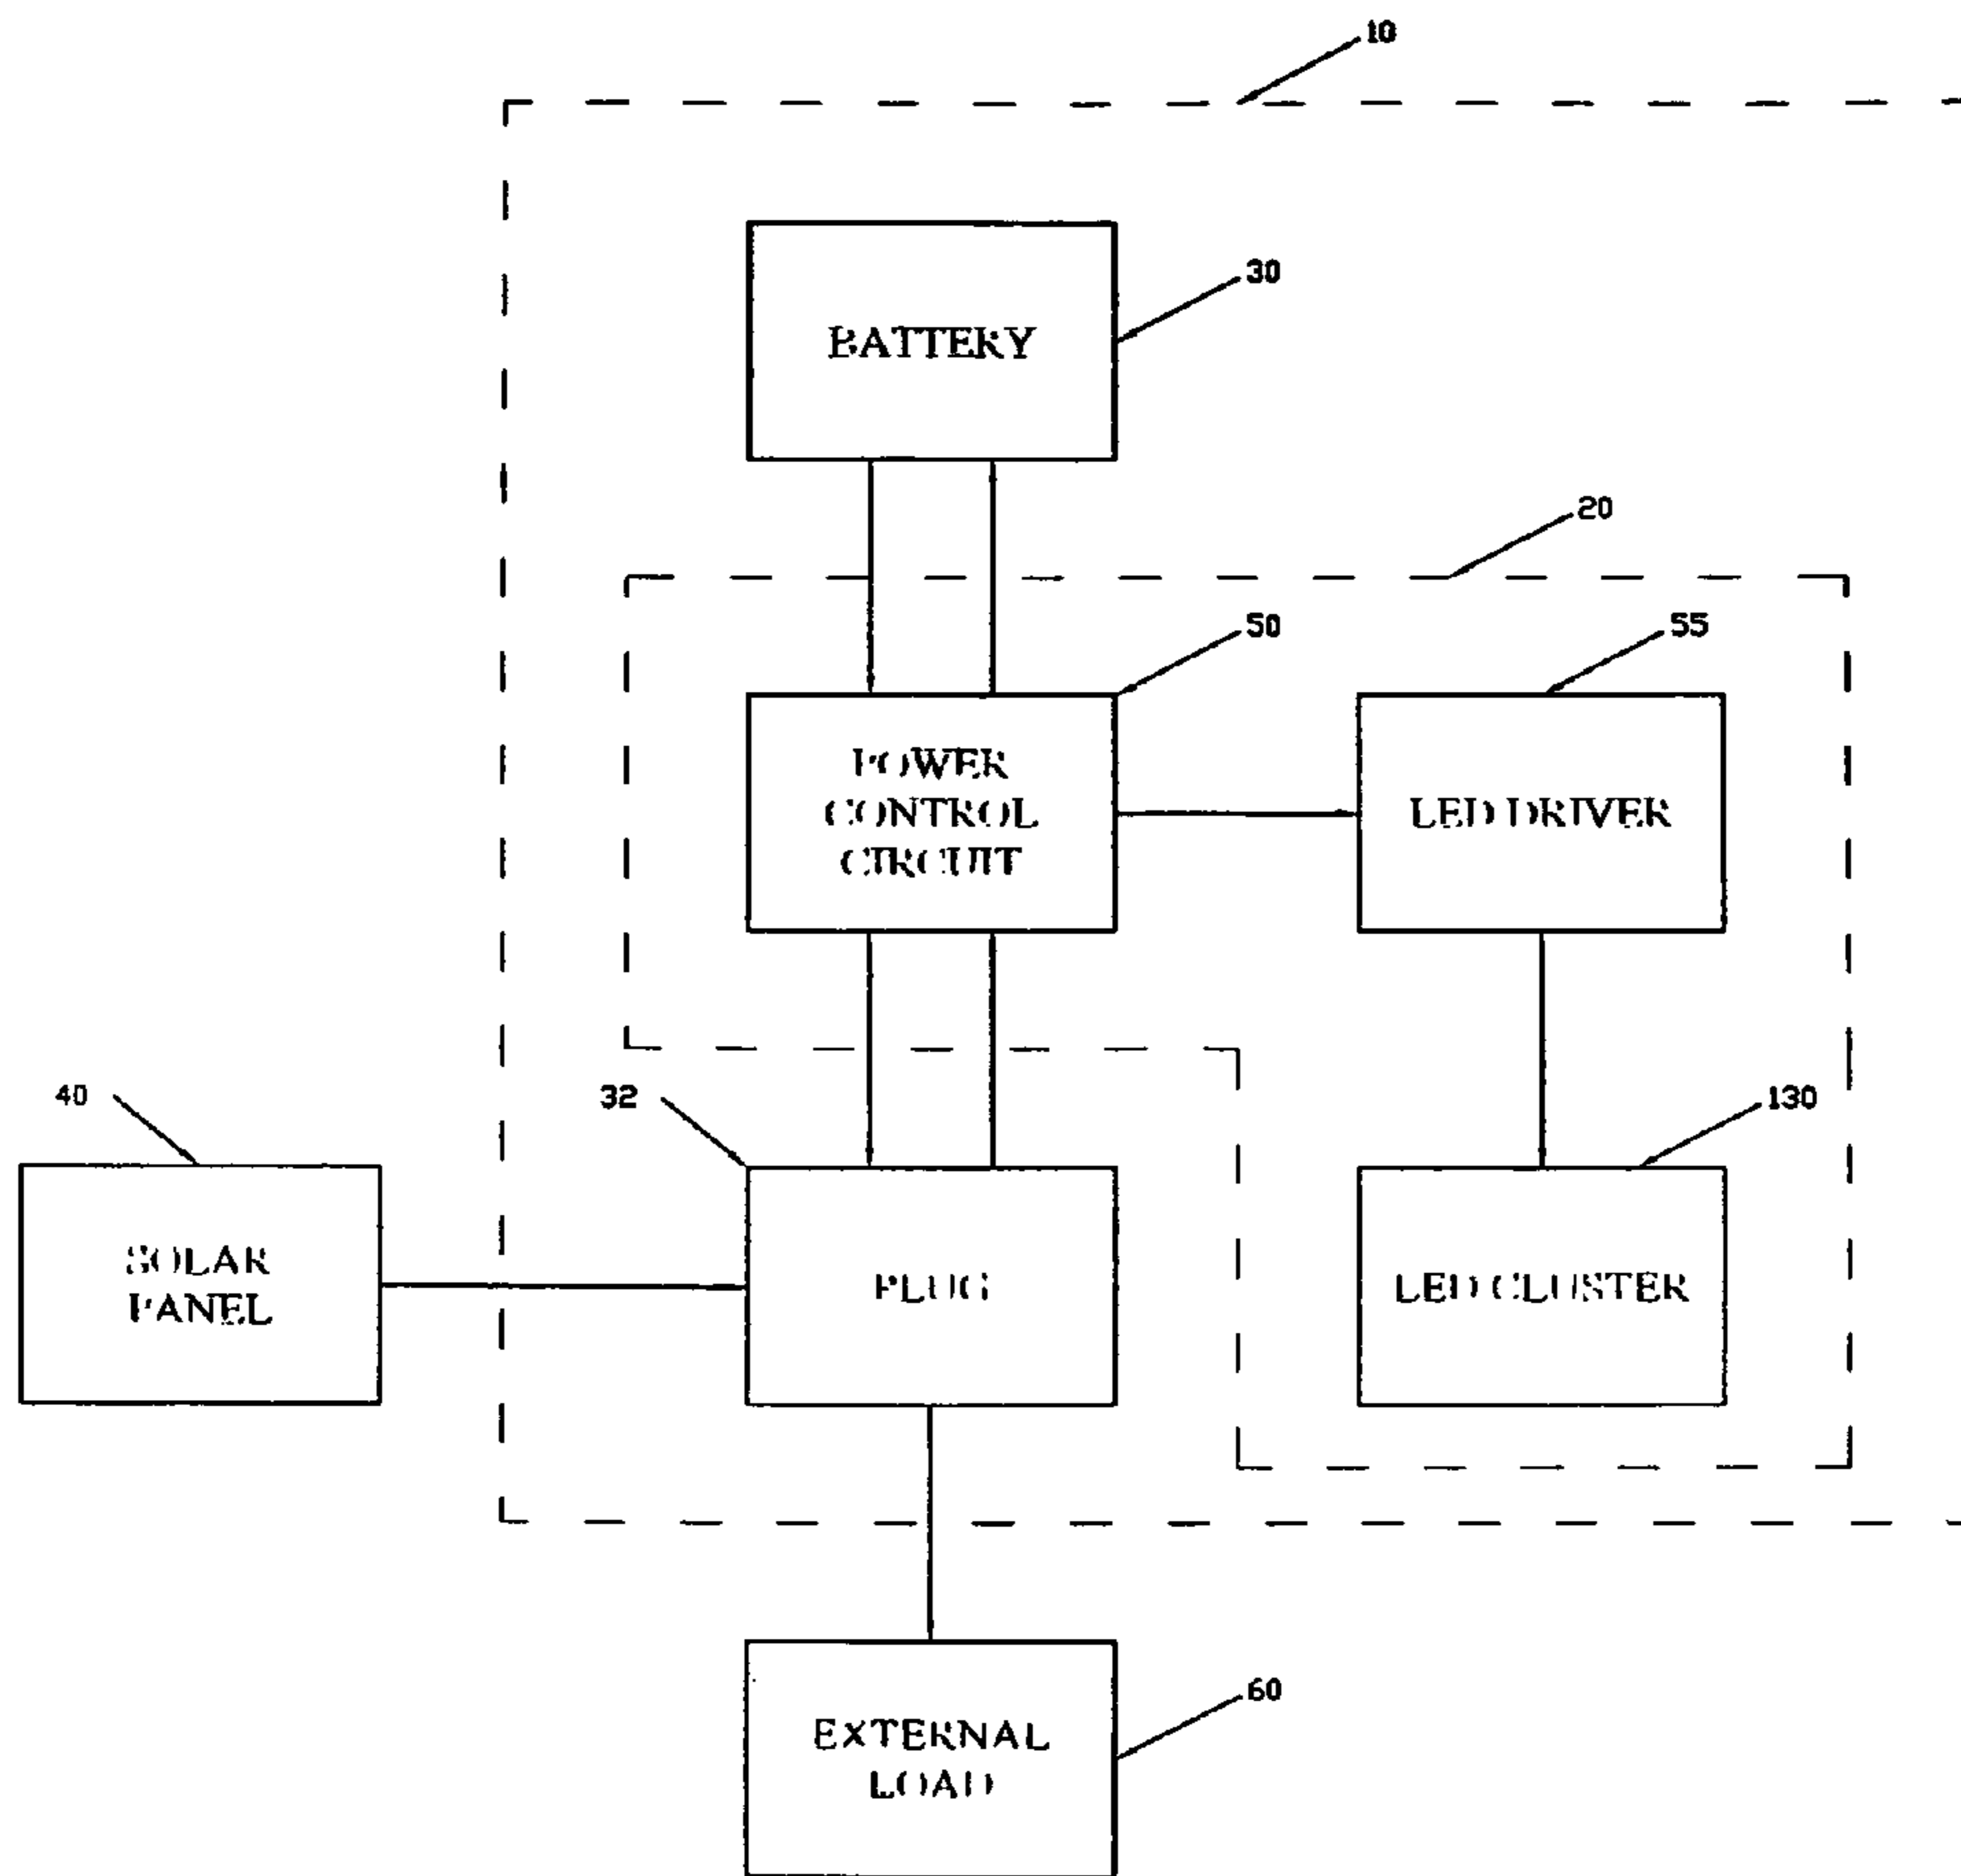 10
BATTERY
30
20
50
55
POWER
CONTROL
CIRCUIT
LED DRIVER
40
32
130
SOLAR
PANEL
PLUG
LED CLUSTER
EXTERNAL
LOAD
60